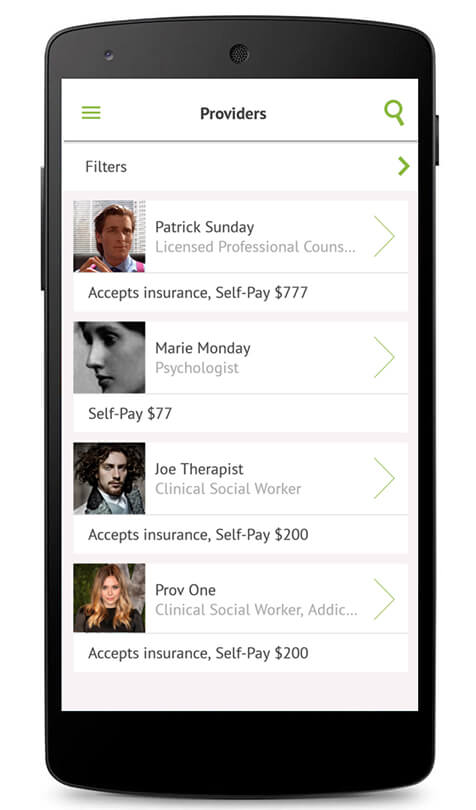 Providers
Filters
Patrick Sunday
Licensed Professional Couns...
Accepts insurance, Self-Pay $777
Marie Monday
Psychologist
Self-Pay $77
Joe Therapist
Clinical Social Worker
Accepts insurance, Self-Pay $200
Prov One
Clinical Social Worker, Addic...
Accepts insurance, Self-Pay $200